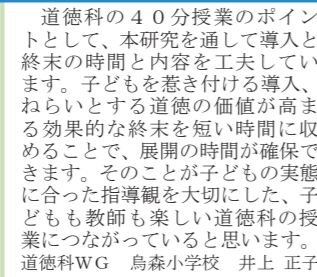 道徳科の４０分授業のポイン
トとして、本研究を通して導入と
終末の時間と内容を工夫してい
ます。子どもを惹き付ける導入、
ねらいとする道徳の価値が高ま
る効果的な終末を短い時間に収
めることで、展開の時間が確保で
きます。そのことが子どもの実態
に合った指導観を大切にした、子
どもも教師も楽しい道徳科の授
業につながっていると思います。
道徳科WG　烏森小学校　井上 正子